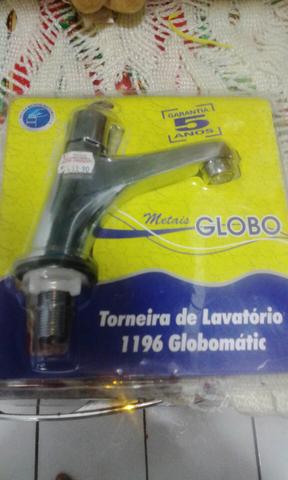 GARANTIA
5
ANOS
Metais GLOBO
Torneira de Lavatório
1196 Globomátic